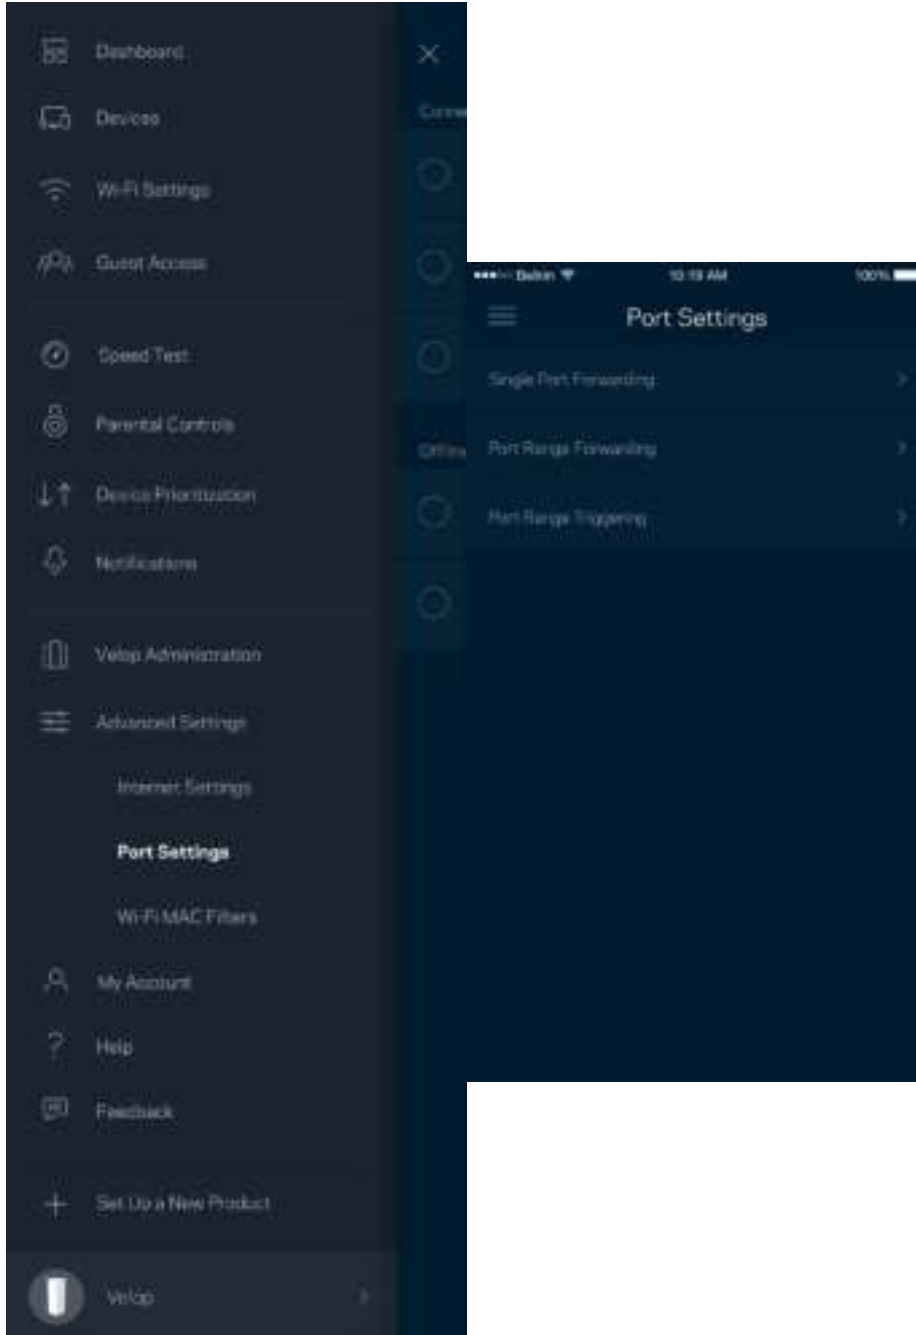 Dashboard
Devices
Wi-Fi Settings
Guest Access
Speed Test
Parental Controls
Device Prioritization
Notifications
Velop Administration
Advanced Settings
Internet Settings
Port Settings
Wi-Fi MAC Filters
My Account
Help
Feedback
Set Up a New Product
Velop
Conne
Offline
Belkin
10:19 AM
100%
Port Settings
Single Port Forwarding
Port Range Forwarding
Port Range Triggering